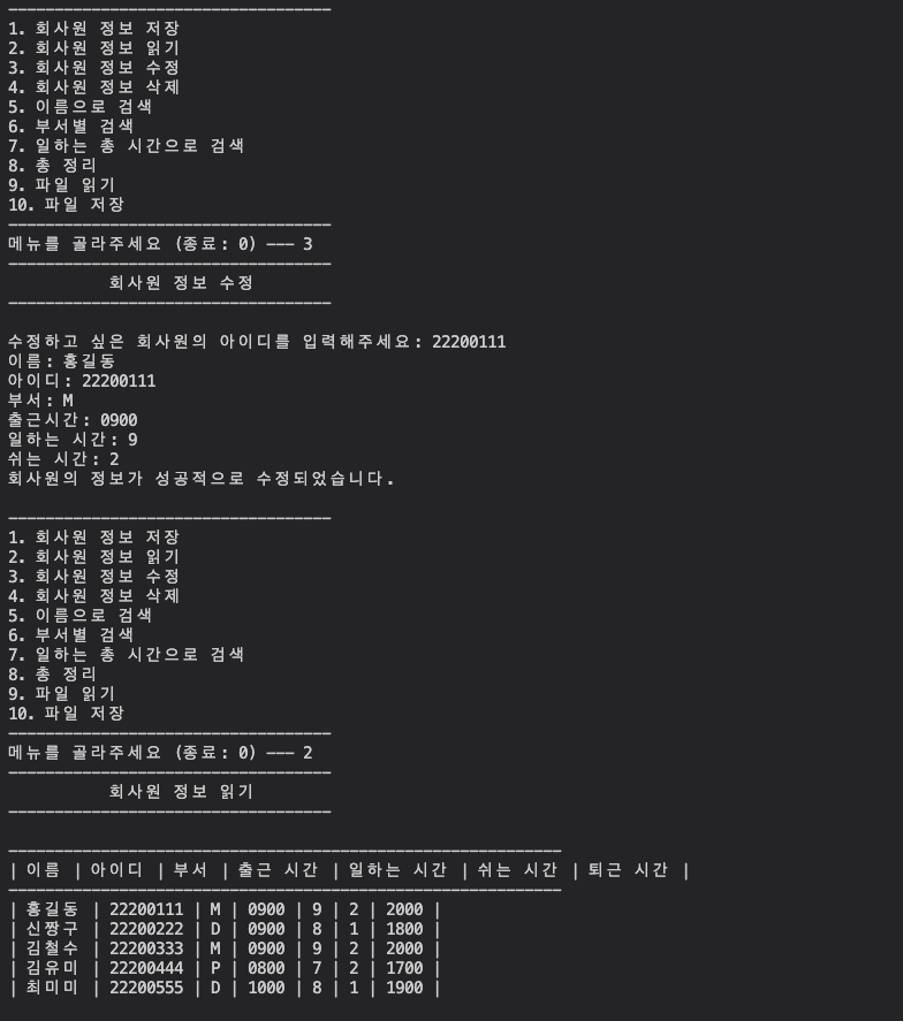 1. 회사원 정보 저장
2. 회사원 정보 읽기
3. 회사원 정보 수정
4. 회사원 정보 삭제
5. 이름으로 검색
6. 부서별 검색
7. 일하는 총 시간으로 검색
8. 총 정리
9. 파일 읽기
10. 파일 저장
메뉴를 골라주세요 (종료: 0) --- 3
회사원 정보 수정
수정하고 싶은 회사원의 아이디를 입력해주세요: 22200111
이름: 홍길동
아이디: 22200111
부서: M
출근시간: 0900
일하는 시간: 9
쉬는 시간: 2
회사원의 정보가 성공적으로 수정되었습니다.
1. 회사원 정보 저장
2. 회사원 정보 읽기
3. 회사원 정보 수정
4. 회사원 정보 삭제
5. 이름으로 검색
6. 부서별 검색
7. 일하는 총 시간으로 검색
8. 총 정리
9. 파일 읽기
10. 파일 저장
메뉴를 골라주세요 (종료: 0) --- 2
회사원 정보 읽기
| 이름 | 아이디 | 부서 | 출근 시간 | 일하는 시간 | 쉬는 시간 | 퇴근 시간 |
| 홍길동 | 22200111 | M | 0900 | 9 | 2 | 2000 |
| 신짱구 | 22200222 | D | 0900 | 8 | 1 | 1800 |
| 김철수 | 22200333 | M | 0900 | 9 | 2 | 2000 |
| 김유미 | 22200444 | P | 0800 | 7 | 2 | 1700 |
| 최미미 | 22200555 | D | 1000 | 8 | 1 | 1900 |